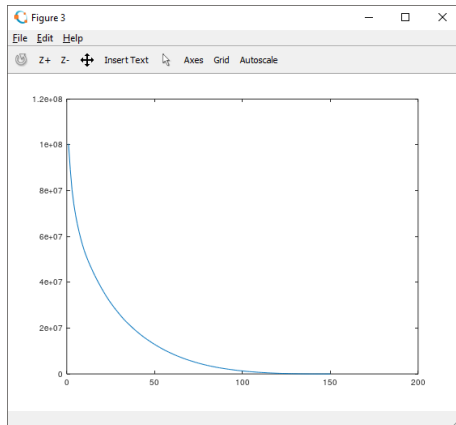 Figure 3
File Edit Help
Z+ Z- Insert Text Axes Grid Autoscale
1.2e+08
1e+08
8e+07
6e+07
4e+07
2e+07
0
0 50 100 150 200